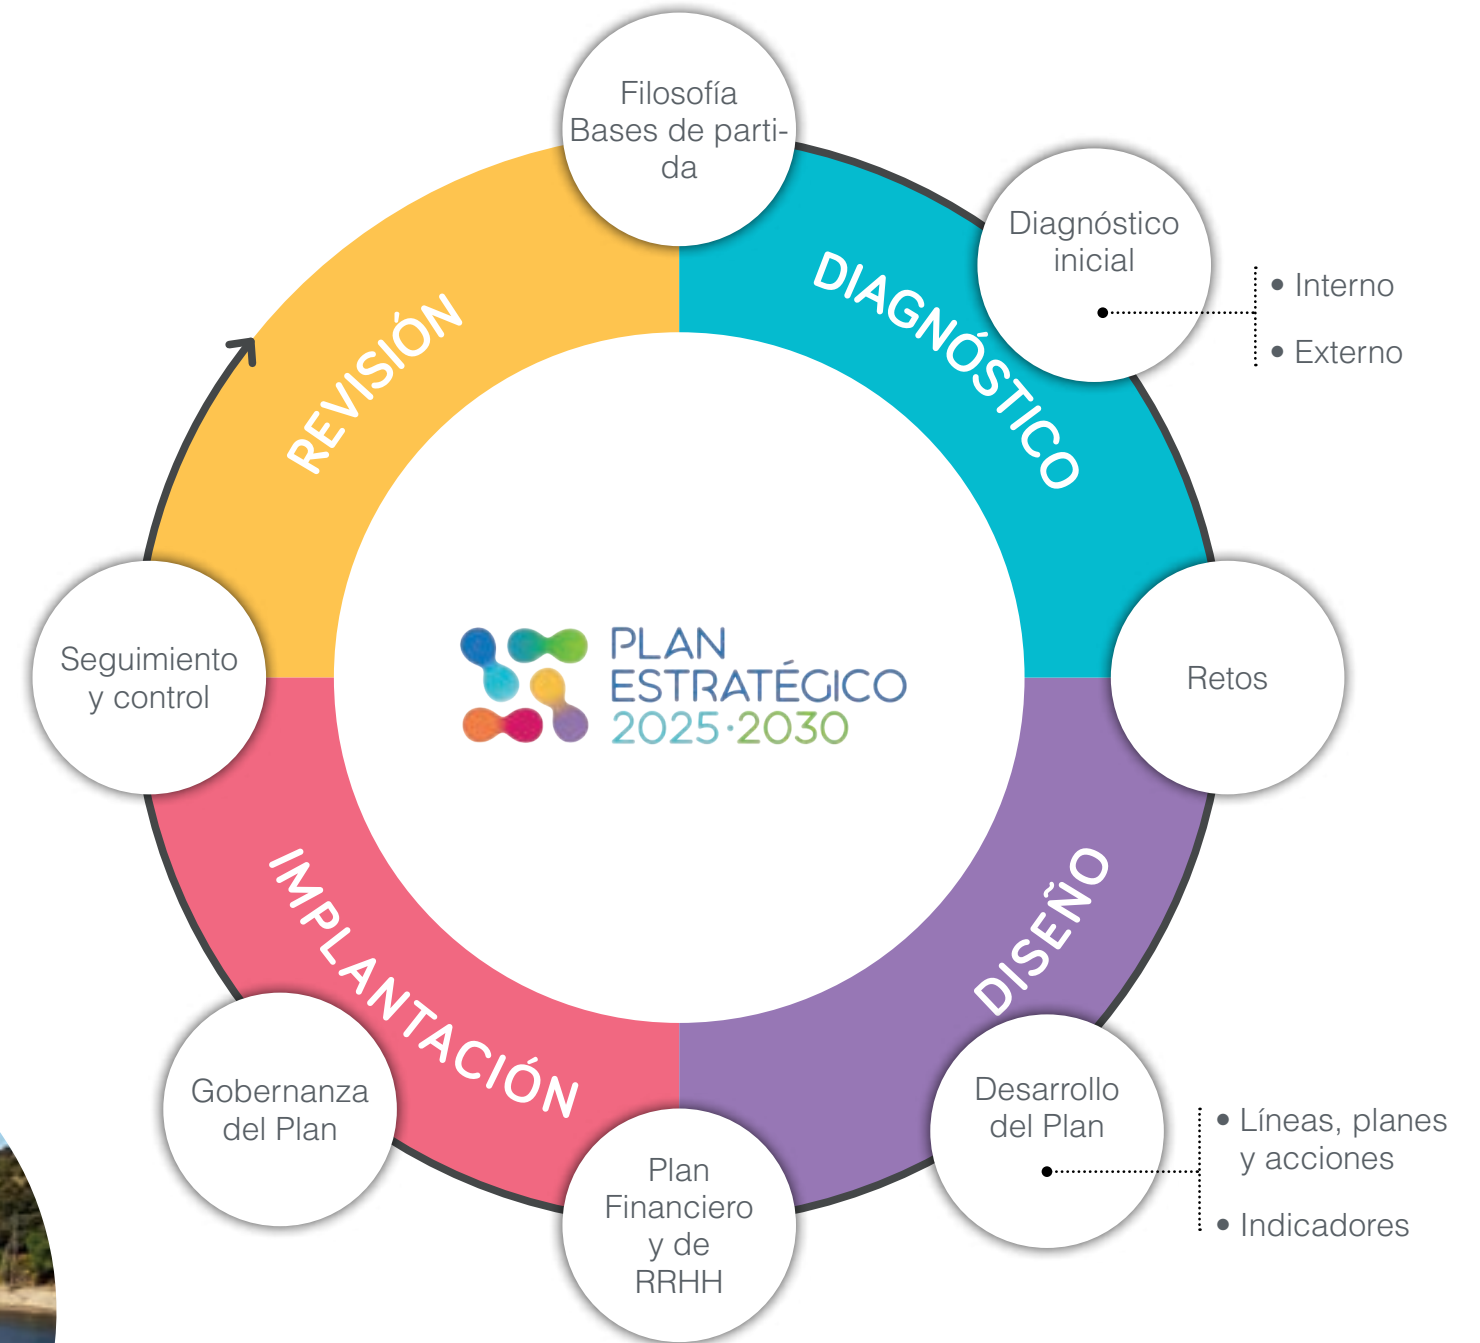 Filosofía
Bases de parti-
da
Diagnóstico
inicial
• Interno
• Externo
DIAGNÓSTICO
REVISIÓN
PLAN
ESTRATÉGICO
2025·2030
Seguimiento
y control
Retos
DISEÑO
IMPLANTACIÓN
Gobernanza
del Plan
Desarrollo
del Plan
• Líneas, planes
y acciones
• Indicadores
Plan
Financiero
y de
RRHH